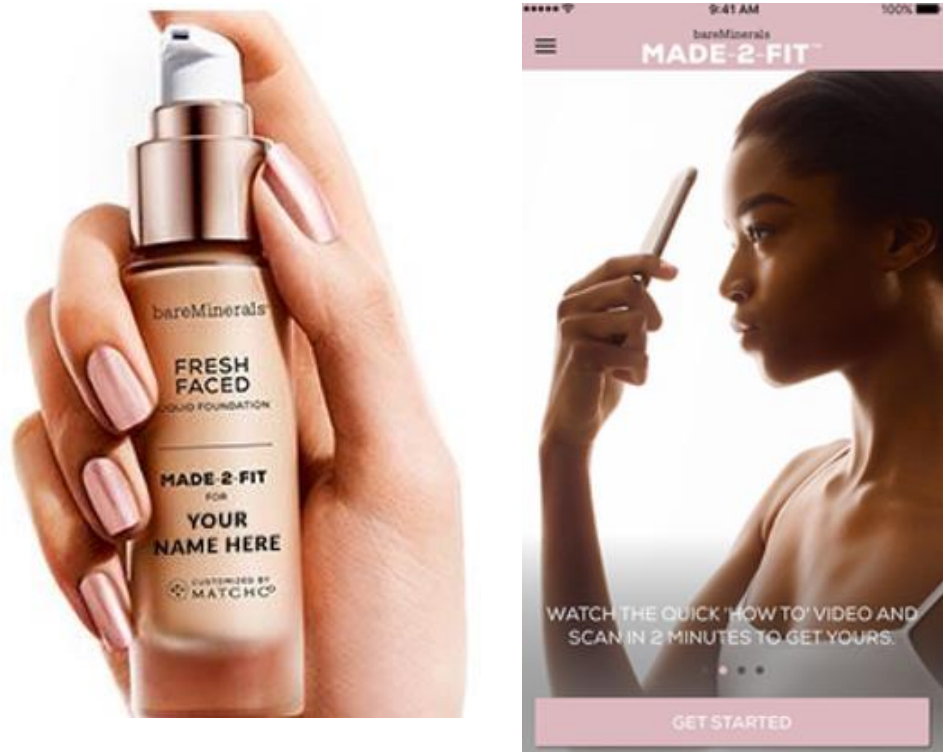 bareMinerals
FRESH
FACED
LIQUID FOUNDATION
MADE-2-FIT
FOR
YOUR
NAME HERE
CUSTOMIZED BY
MATCHCO
9:41 AM
100%
bareMinerals
MADE-2-FIT™
WATCH THE QUICK 'HOW TO' VIDEO AND
SCAN IN 2 MINUTES TO GET YOURS.
GET STARTED